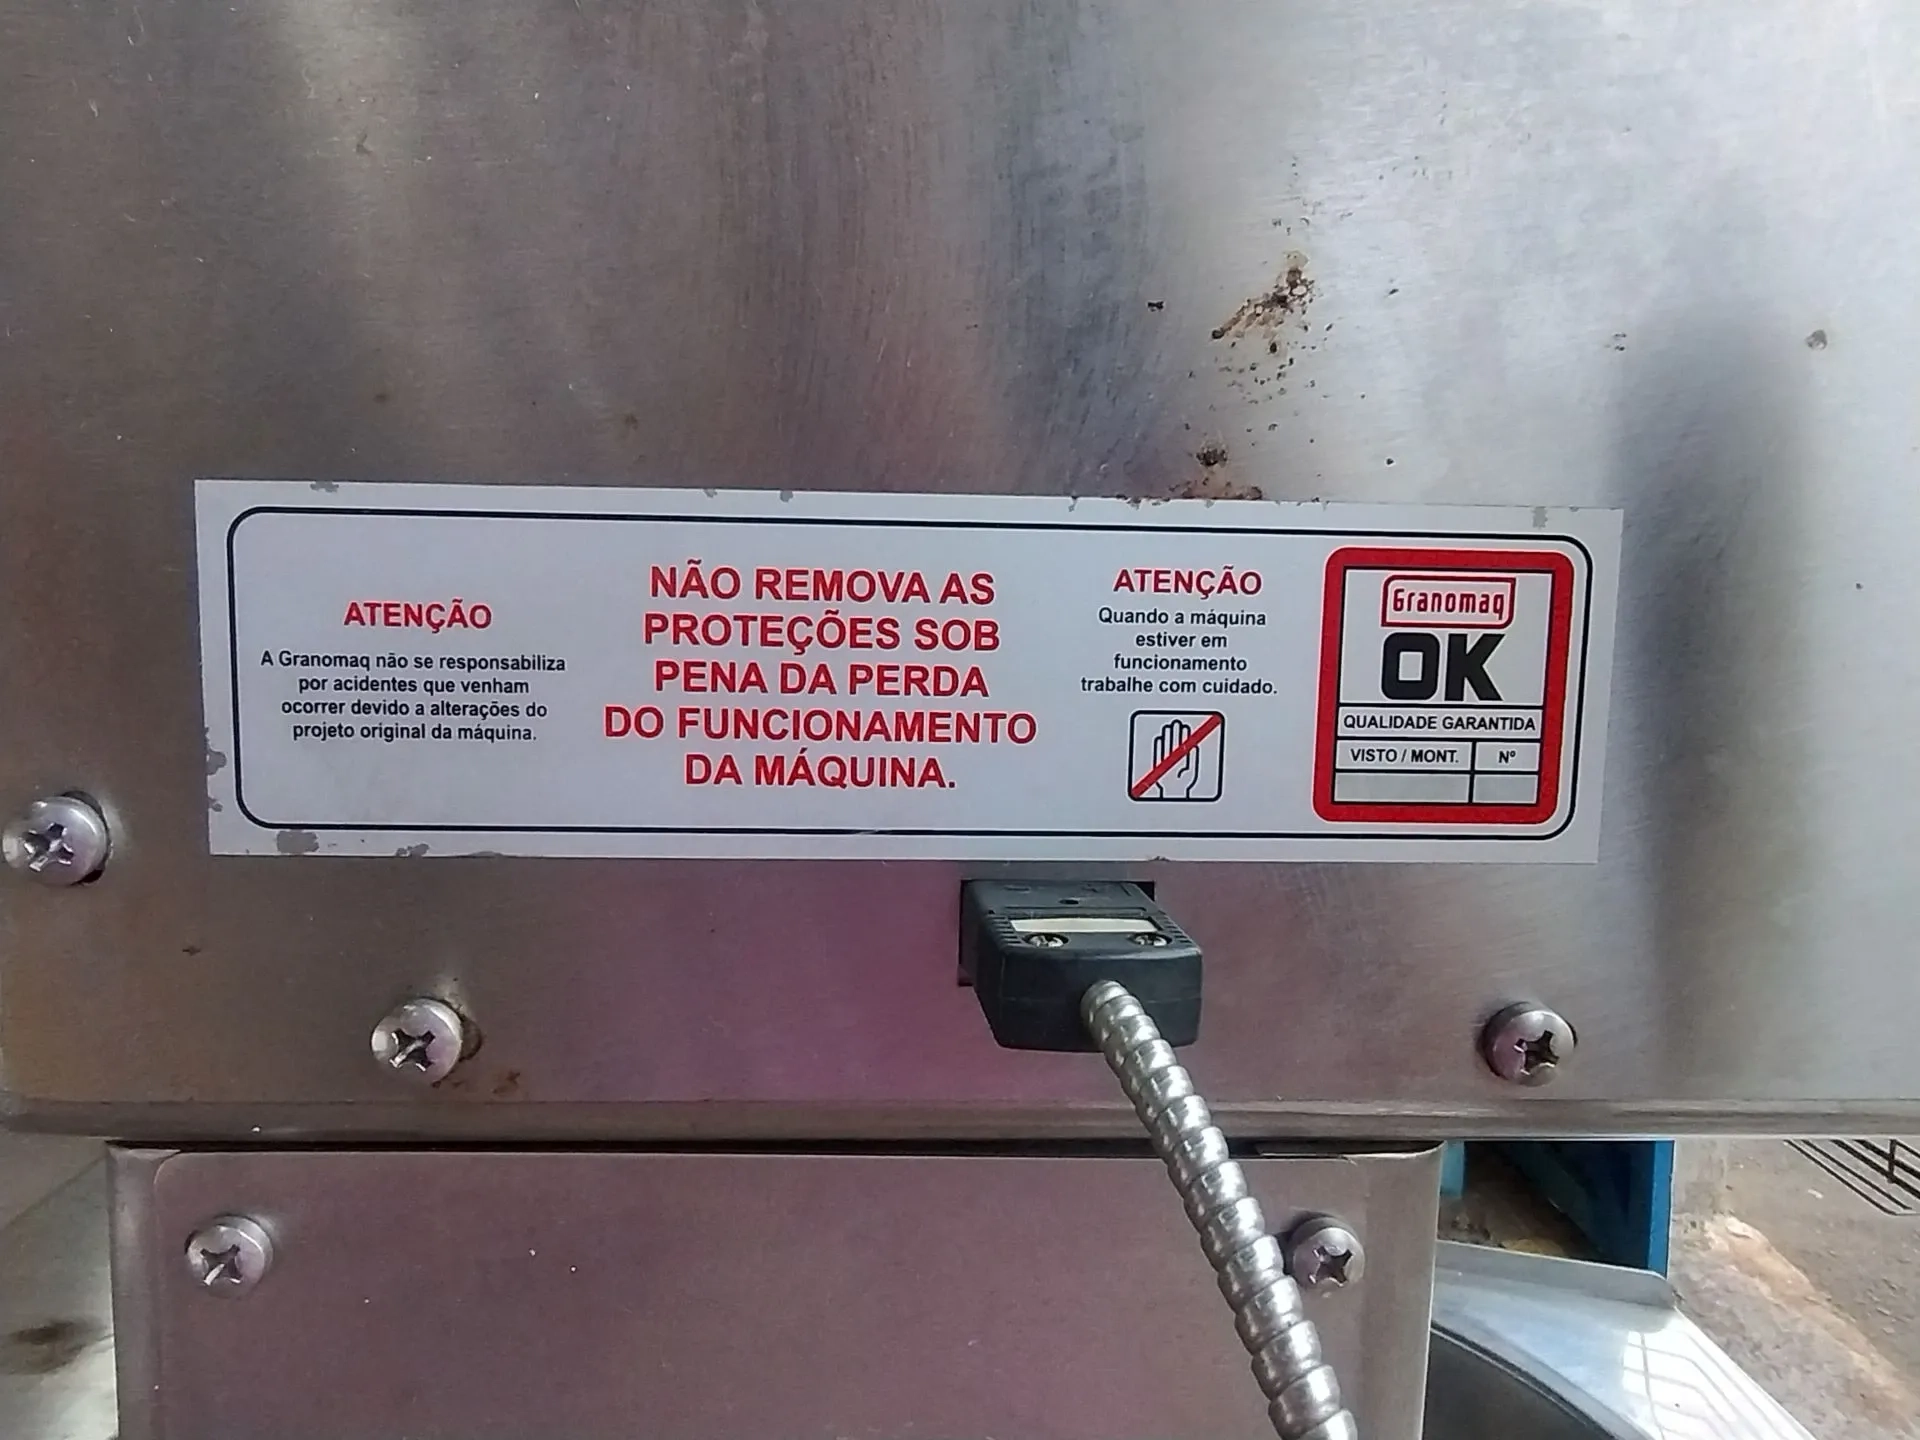 ATENÇÃO
A Granomaq não se responsabiliza
por acidentes que venham
ocorrer devido a alterações do
projeto original da máquina.
NÃO REMOVA AS
PROTEÇÕES SOB
PENA DA PERDA
DO FUNCIONAMENTO
DA MÁQUINA.
ATENÇÃO
Quando a máquina
estiver em
funcionamento
trabalhe com cuidado.
Granomaq
OK
QUALIDADE GARANTIDA
VISTO / MONT. Nº